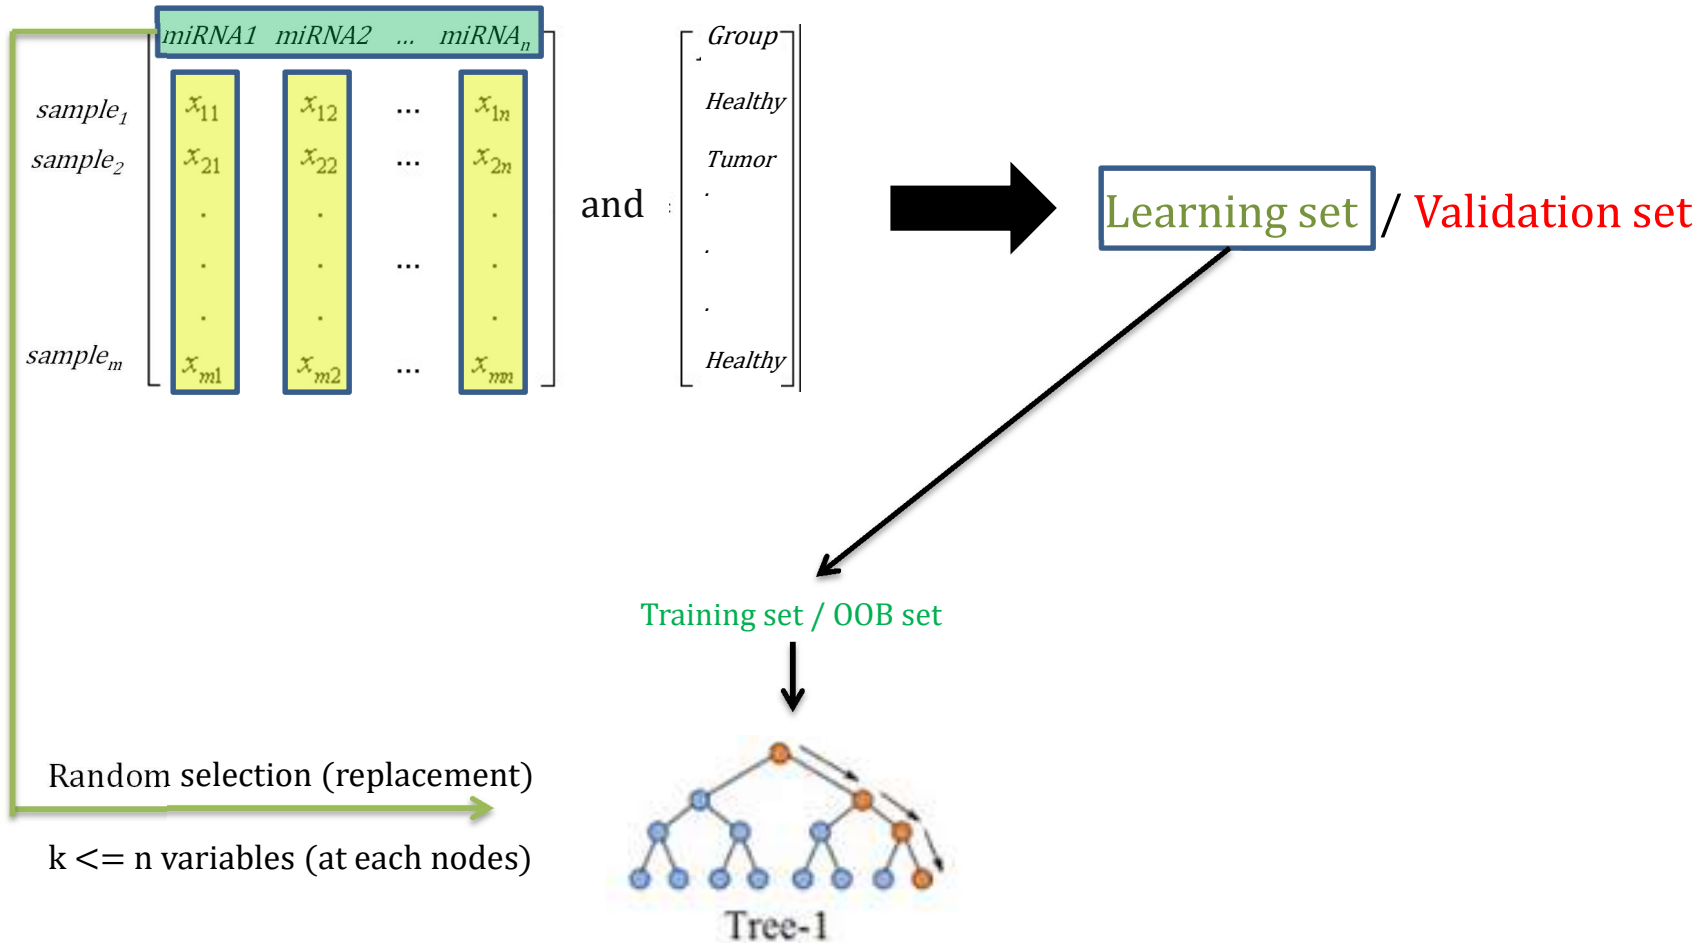 miRNA1 miRNA2 ... miRNAn
Group
sample1 x11 x12 ... x1n
Healthy
sample2 x21 x22 ... x2n
Tumor
. . .
.
and
Learning set / Validation set
. ... . .
.
. . .
.
samplem xm1 xm2 ... xmn
Healthy
Training set / OOB set
Random selection (replacement)
k <= n variables (at each nodes)
Tree-1